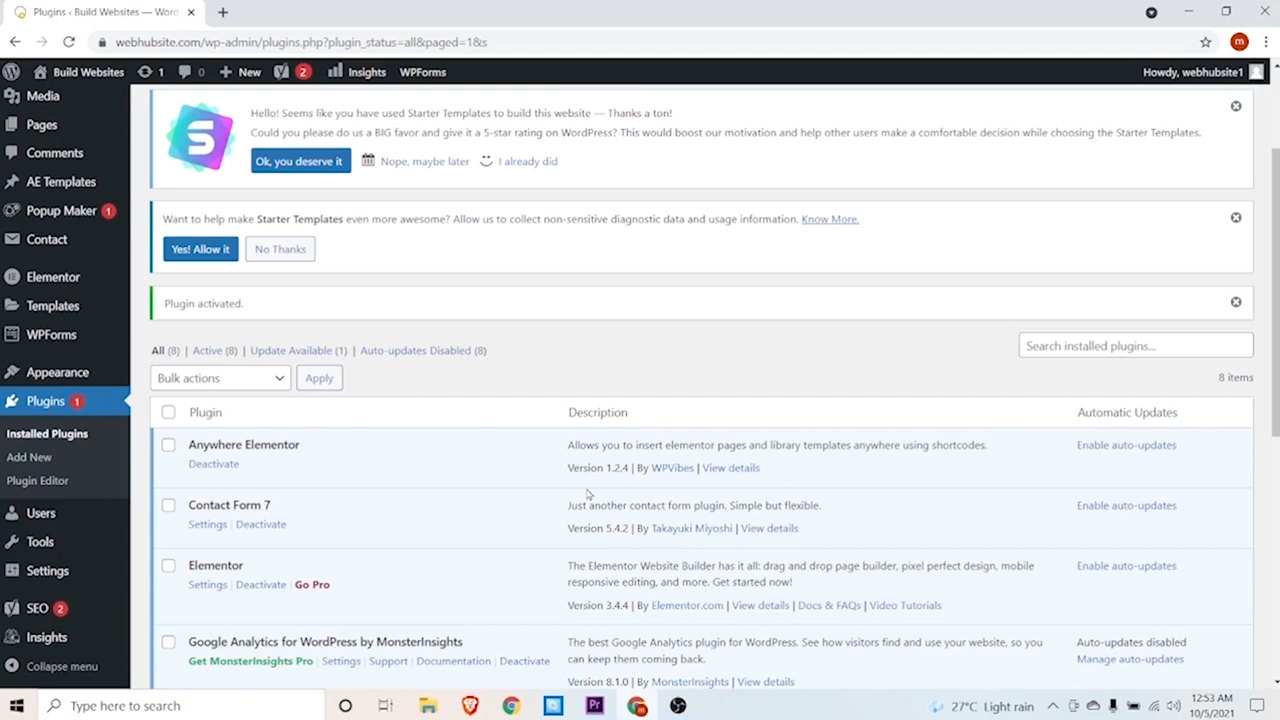 Plugins ‹ Build Websites — Word
webhubsite.com/wp-admin/plugins.php?plugin_status=all&paged=1&s
m
Build Websites
1
0
New
2
Insights
WPForms
Howdy, webhubsite1
Media
Pages
Comments
AE Templates
Popup Maker 1
Contact
Elementor
Templates
WPForms
Appearance
Plugins 1
Installed Plugins
Add New
Plugin Editor
Users
Tools
Settings
SEO 2
Insights
Collapse menu
S
Hello! Seems like you have used Starter Templates to build this website — Thanks a ton!
Could you please do us a BIG favor and give it a 5-star rating on WordPress? This would boost our motivation and help other users make a comfortable decision while choosing the Starter Templates.
Ok, you deserve it
Nope, maybe later
I already did
Want to help make Starter Templates even more awesome? Allow us to collect non-sensitive diagnostic data and usage information. Know More.
Yes! Allow it
No Thanks
Plugin activated.
All (8) | Active (8) | Update Available (1) | Auto-updates Disabled (8)
Search installed plugins...
Bulk actions
Apply
8 items
Plugin
Description
Automatic Updates
Anywhere Elementor
Deactivate
Allows you to insert elementor pages and library templates anywhere using shortcodes.
Version 1.2.4 | By WPVibes | View details
Enable auto-updates
Contact Form 7
Settings | Deactivate
Just another contact form plugin. Simple but flexible.
Version 5.4.2 | By Takayuki Miyoshi | View details
Enable auto-updates
Elementor
Settings | Deactivate | Go Pro
The Elementor Website Builder has it all: drag and drop page builder, pixel perfect design, mobile
responsive editing, and more. Get started now!
Version 3.4.4 | By Elementor.com | View details | Docs & FAQs | Video Tutorials
Enable auto-updates
Google Analytics for WordPress by MonsterInsights
Get MonsterInsights Pro | Settings | Support | Documentation | Deactivate
The best Google Analytics plugin for WordPress. See how visitors find and use your website, so you
can keep them coming back.
Version 8.1.0 | By MonsterInsights | View details
Auto-updates disabled
Manage auto-updates
Type here to search
Pr
27°C Light rain
12:53 AM
10/5/2021